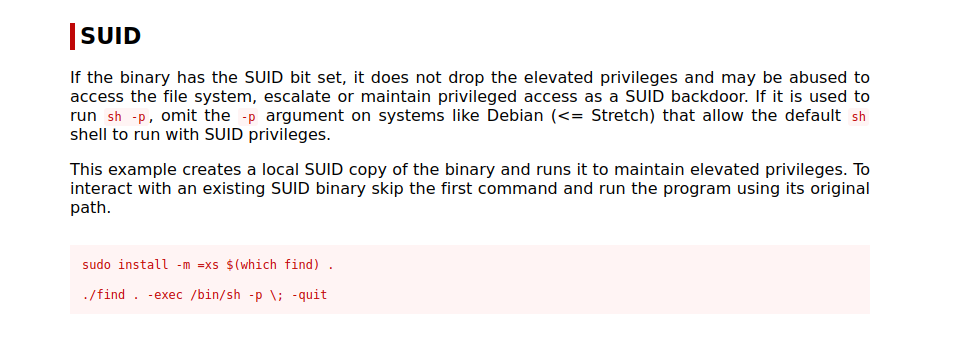 SUID
If the binary has the SUID bit set, it does not drop the elevated privileges and may be abused to
access the file system, escalate or maintain privileged access as a SUID backdoor. If it is used to
run sh -p, omit the -p argument on systems like Debian (<= Stretch) that allow the default sh
shell to run with SUID privileges.
This example creates a local SUID copy of the binary and runs it to maintain elevated privileges. To
interact with an existing SUID binary skip the first command and run the program using its original
path.
sudo install -m =xs $(which find) .
./find . -exec /bin/sh -p \; -quit